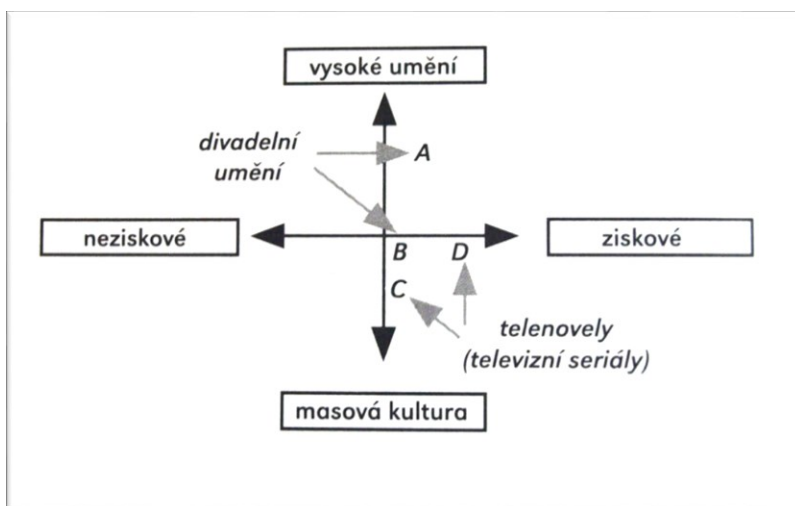 vysoké umění
divadelní
umění
A
neziskové
ziskové
B
D
C
telenovely
(televizní seriály)
masová kultura